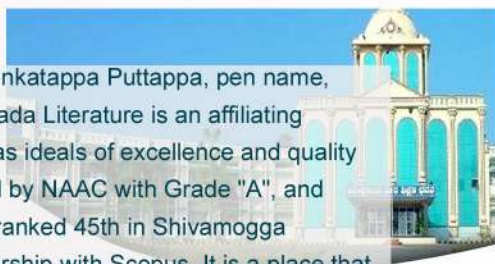 nkatappa Puttappa, pen name,
ada Literature is an affiliating
as ideals of excellence and quality
by NAAC with Grade "A", and
ranked 45th in Shivamogga
rship with Scopus. It is a place that